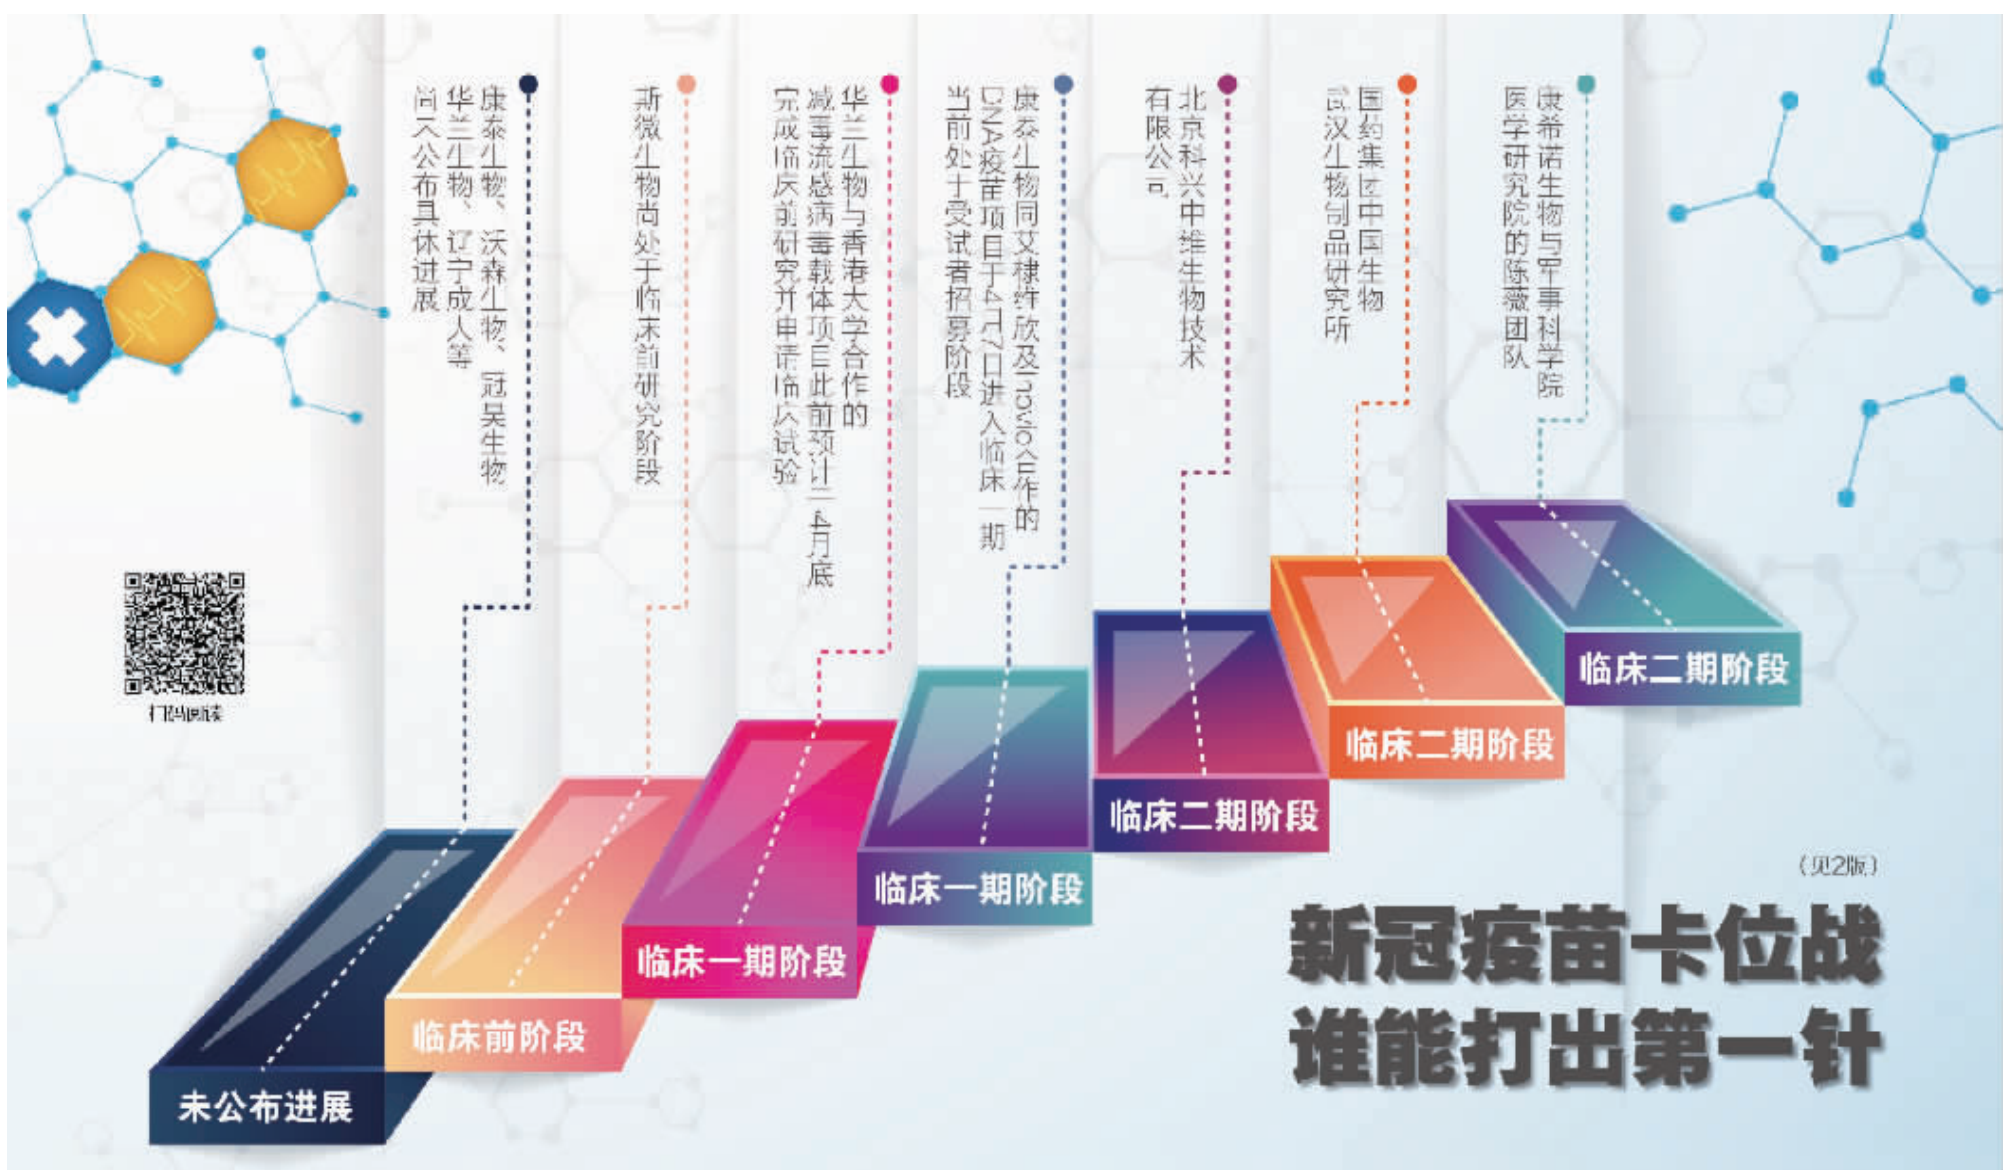 康泰生物、沃森生物、冠昊生物
华兰生物、辽宁成大等
尚未公布具体进展
斯微生物尚处于临床前研究阶段
华兰生物与香港大学合作的
减毒流感病毒载体项目此前预计三4月底
完成临床前研究并申请临床试验
康泰生物同艾棣维欣及Inovio合作的
DNA疫苗项目于4月7日进入临床一期
当前处于受试者招募阶段
北京科兴中维生物技术
有限公司
国药集团中国生物
武汉生物制品研究所
康希诺生物与军事科学院
医学研究院的陈薇团队
扫码阅读
未公布进展
临床前阶段
临床一期阶段
临床一期阶段
临床二期阶段
临床二期阶段
临床二期阶段
（见2版）
新冠疫苗卡位战
谁能打出第一针